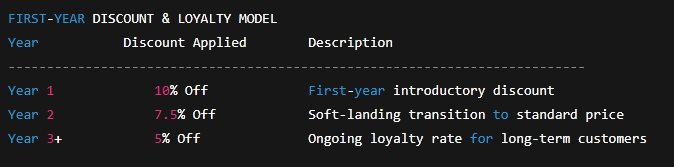 FIRST-YEAR DISCOUNT & LOYALTY MODEL
Year Discount Applied Description
--------------------------------------------------------------------------
Year 1 10% Off First-year introductory discount
Year 2 7.5% Off Soft-landing transition to standard price
Year 3+ 5% Off Ongoing loyalty rate for long-term customers